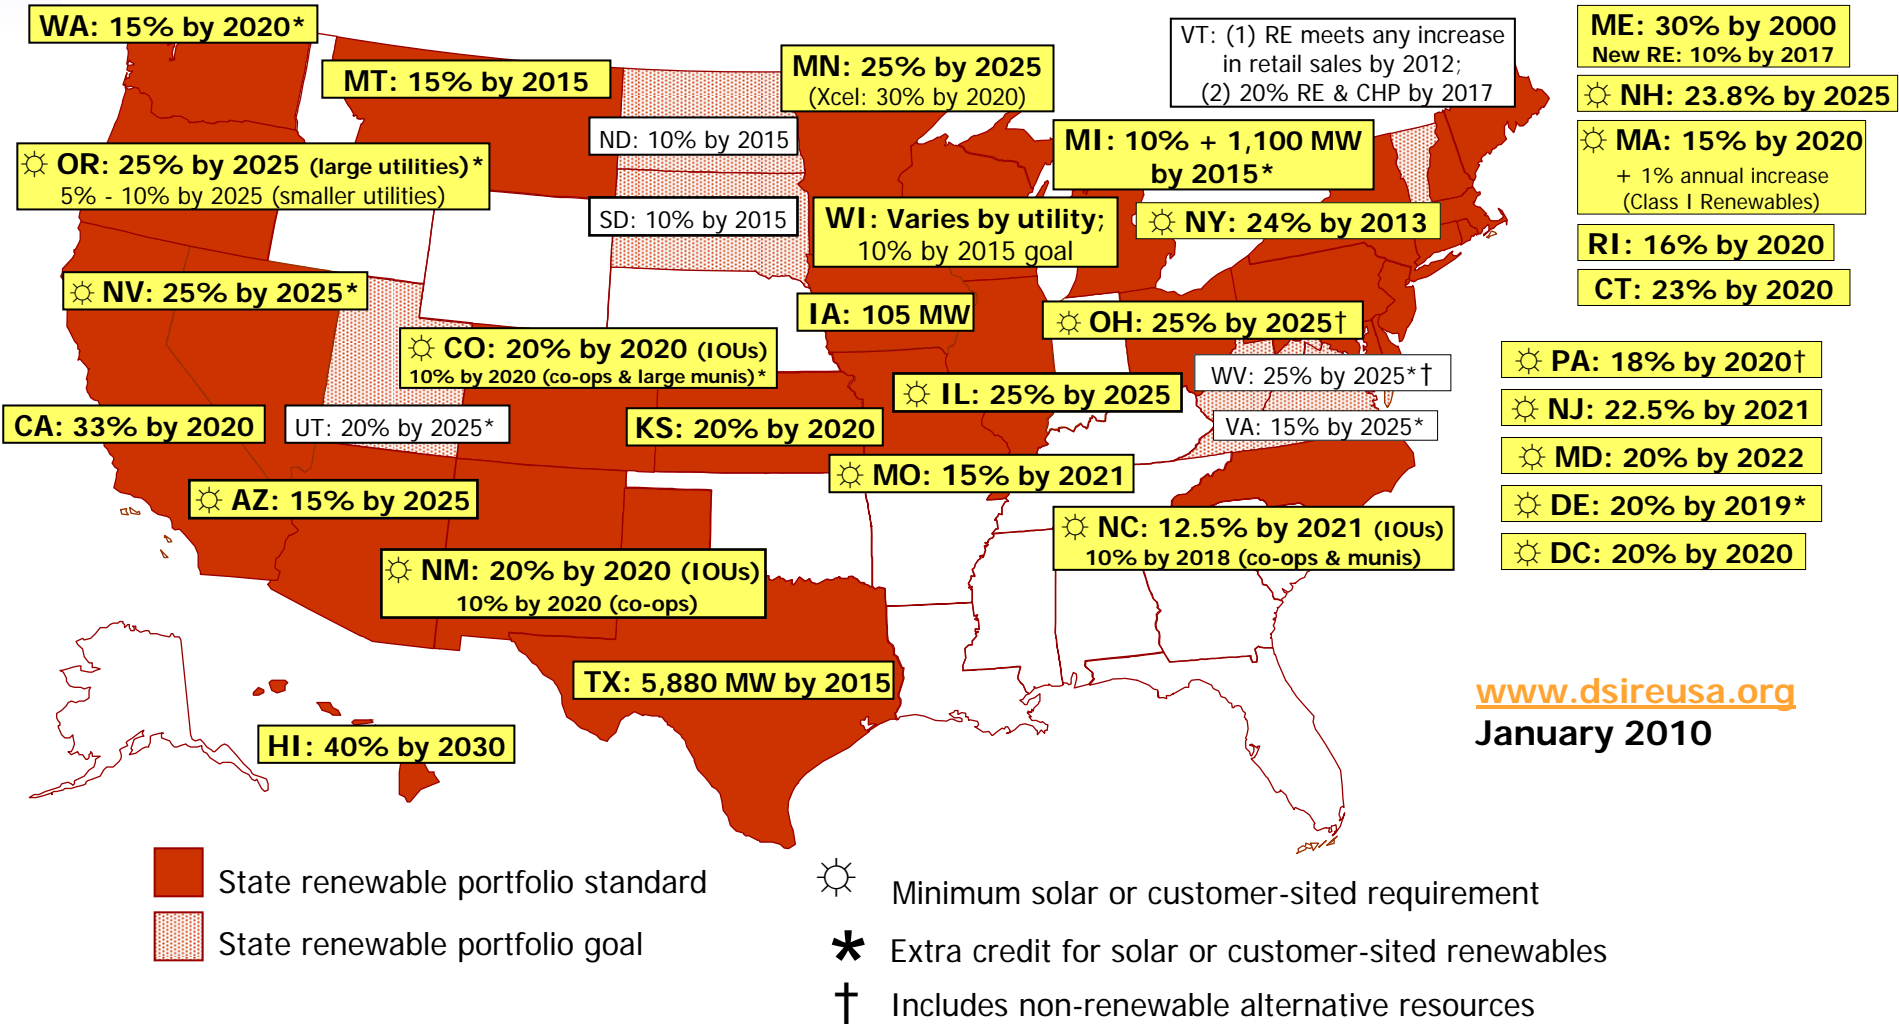 WA: 15% by 2020*
MT: 15% by 2015
MN: 25% by 2025
(Xcel: 30% by 2020)
VT: (1) RE meets any increase
in retail sales by 2012;
(2) 20% RE & CHP by 2017
ME: 30% by 2000
New RE: 10% by 2017
☼ NH: 23.8% by 2025
☼ MA: 15% by 2020
+ 1% annual increase
(Class I Renewables)
RI: 16% by 2020
CT: 23% by 2020
ND: 10% by 2015
MI: 10% + 1,100 MW
by 2015*
☼ OR: 25% by 2025 (large utilities)*
5% - 10% by 2025 (smaller utilities)
SD: 10% by 2015
WI: Varies by utility;
10% by 2015 goal
☼ NY: 24% by 2013
☼ NV: 25% by 2025*
IA: 105 MW
☼ OH: 25% by 2025†
☼ CO: 20% by 2020 (IOUs)
10% by 2020 (co-ops & large munis)*
WV: 25% by 2025*†
☼ IL: 25% by 2025
VA: 15% by 2025*
CA: 33% by 2020
UT: 20% by 2025*
KS: 20% by 2020
☼ MO: 15% by 2021
☼ AZ: 15% by 2025
☼ NC: 12.5% by 2021 (IOUs)
10% by 2018 (co-ops & munis)
☼ NM: 20% by 2020 (IOUs)
10% by 2020 (co-ops)
☼ PA: 18% by 2020†
☼ NJ: 22.5% by 2021
☼ MD: 20% by 2022
☼ DE: 20% by 2019*
☼ DC: 20% by 2020
TX: 5,880 MW by 2015
HI: 40% by 2030
www.dsireusa.org
January 2010
State renewable portfolio standard
State renewable portfolio goal
☼ Minimum solar or customer-sited requirement
* Extra credit for solar or customer-sited renewables
† Includes non-renewable alternative resources